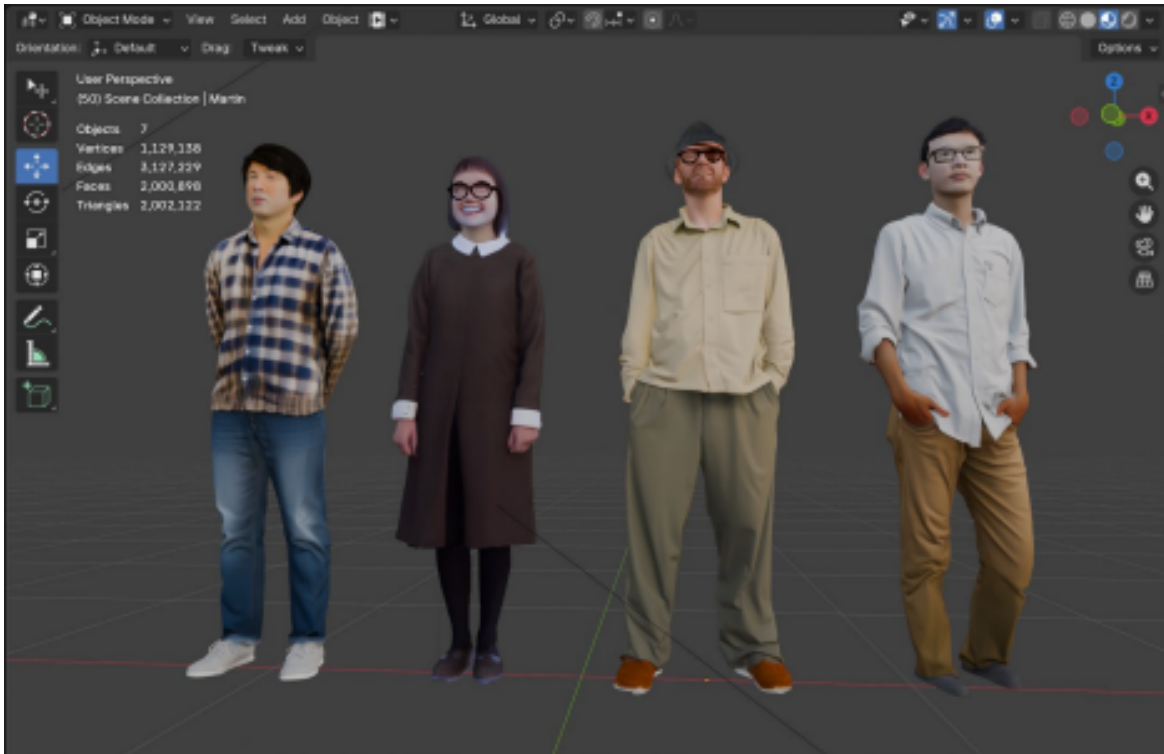 Object Mode View Select Add Object Global
Orientation: Default Drag: Tweak Options
User Perspective
(50) Scene Collection | Martin
Objects 7
Vertices 1,129,138
Edges 3,127,229
Faces 2,000,898
Triangles 2,002,122
Z
X